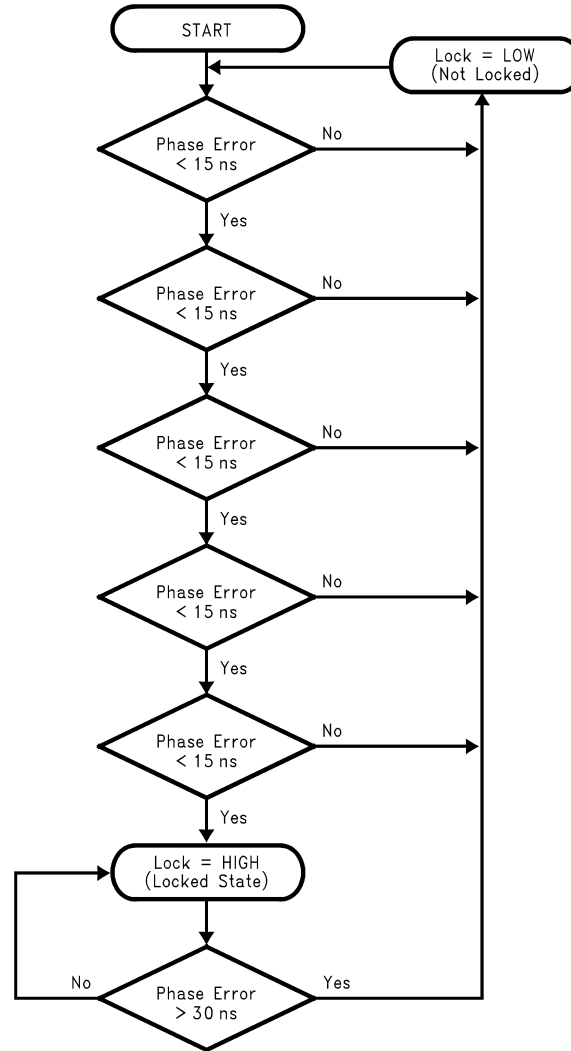 START
Lock = LOW
(Not Locked)
Phase Error
< 15 ns
No
Yes
Phase Error
< 15 ns
No
Yes
Phase Error
< 15 ns
No
Yes
Phase Error
< 15 ns
No
Yes
Phase Error
< 15 ns
No
Yes
Lock = HIGH
(Locked State)
No
Phase Error
> 30 ns
Yes